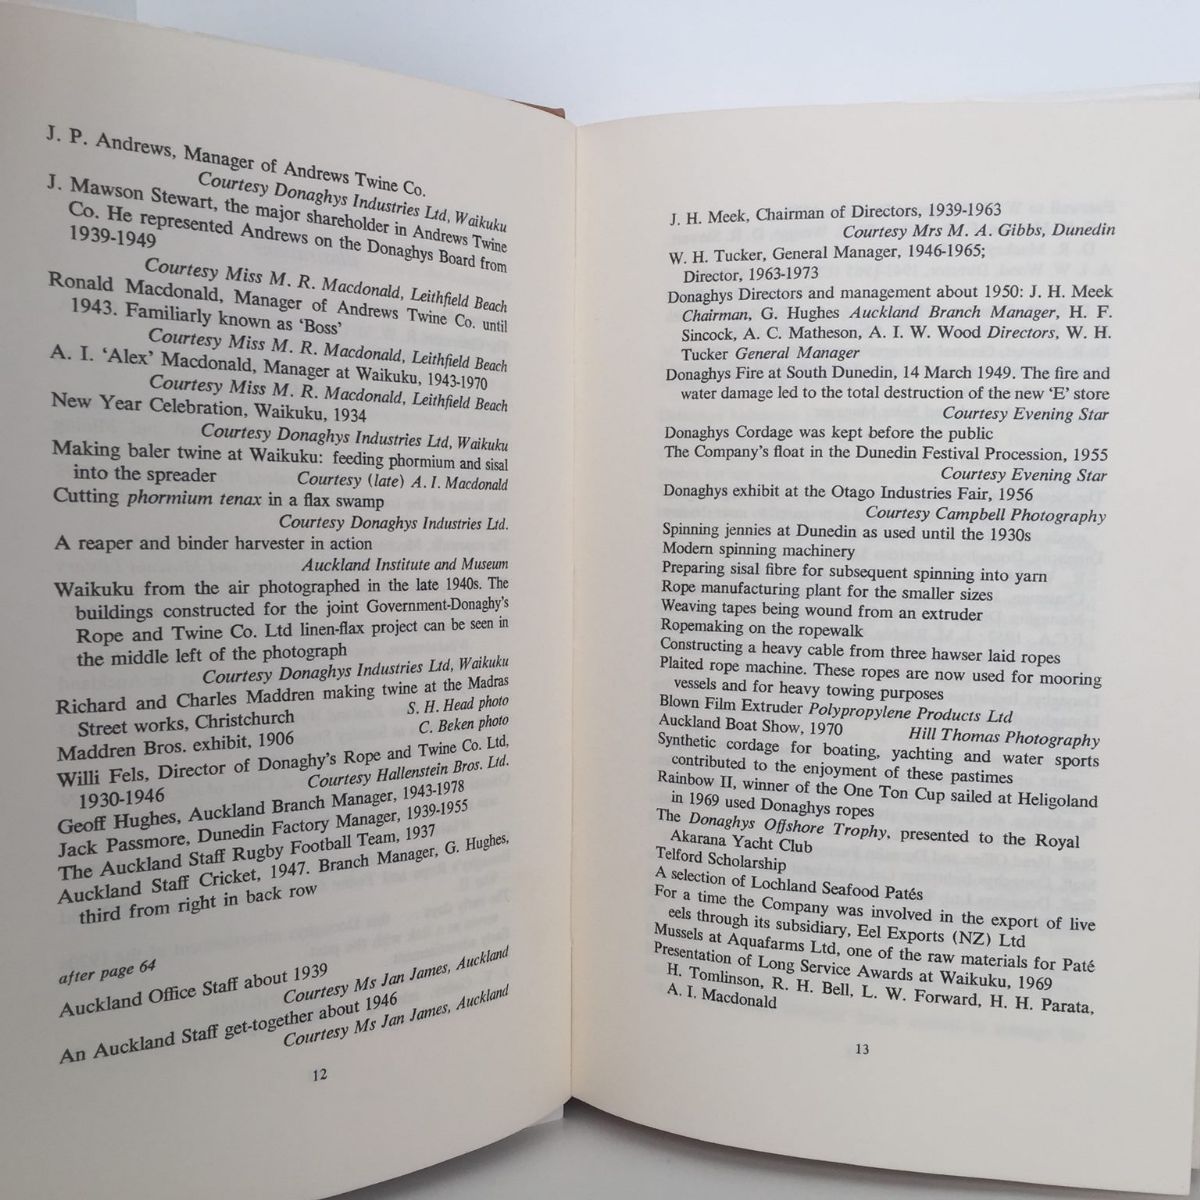 J. P. Andrews, Manager of Andrews Twine Co.
Courtesy Donaghys Industries Ltd, Waikuku
J. Mawson Stewart, the major shareholder in Andrews Twine
Co. He represented Andrews on the Donaghys Board from
1939-1949
Courtesy Miss M. R. Macdonald, Leithfield Beach
Ronald Macdonald, Manager of Andrews Twine Co. until
1943. Familiarly known as 'Boss'
Courtesy Miss M. R. Macdonald, Leithfield Beach
A. I. 'Alex' Macdonald, Manager at Waikuku, 1943-1970
Courtesy Miss M. R. Macdonald, Leithfield Beach
New Year Celebration, Waikuku, 1934
Courtesy Donaghys Industries Ltd, Waikuku
Making baler twine at Waikuku: feeding phormium and sisal
into the spreader Courtesy (late) A. I. Macdonald
Cutting phormium tenax in a flax swamp
Courtesy Donaghys Industries Ltd.
A reaper and binder harvester in action
Auckland Institute and Museum
Waikuku from the air photographed in the late 1940s. The
buildings constructed for the joint Government-Donaghy's
Rope and Twine Co. Ltd linen-flax project can be seen in
the middle left of the photograph
Courtesy Donaghys Industries Ltd, Waikuku
Richard and Charles Maddren making twine at the Madras
Street works, Christchurch S. H. Head photo
Maddren Bros. exhibit, 1906 C. Beken photo
Willi Fels, Director of Donaghy's Rope and Twine Co. Ltd,
1930-1946 Courtesy Hallenstein Bros. Ltd.
Geoff Hughes, Auckland Branch Manager, 1943-1978
Jack Passmore, Dunedin Factory Manager, 1939-1955
The Auckland Staff Rugby Football Team, 1937
Auckland Staff Cricket, 1947. Branch Manager, G. Hughes,
third from right in back row
after page 64
Auckland Office Staff about 1939
Courtesy Ms Jan James, Auckland
An Auckland Staff get-together about 1946
Courtesy Ms Jan James, Auckland
12
J. H. Meek, Chairman of Directors, 1939-1963
Courtesy Mrs M. A. Gibbs, Dunedin
W. H. Tucker, General Manager, 1946-1965;
Director, 1963-1973
Donaghys Directors and management about 1950: J. H. Meek
Chairman, G. Hughes Auckland Branch Manager, H. F.
Sincock, A. C. Matheson, A. I. W. Wood Directors, W. H.
Tucker General Manager
Donaghys Fire at South Dunedin, 14 March 1949. The fire and
water damage led to the total destruction of the new 'E' store
Courtesy Evening Star
Donaghys Cordage was kept before the public
The Company's float in the Dunedin Festival Procession, 1955
Courtesy Evening Star
Donaghys exhibit at the Otago Industries Fair, 1956
Courtesy Campbell Photography
Spinning jennies at Dunedin as used until the 1930s
Modern spinning machinery
Preparing sisal fibre for subsequent spinning into yarn
Rope manufacturing plant for the smaller sizes
Weaving tapes being wound from an extruder
Ropemaking on the ropewalk
Constructing a heavy cable from three hawser laid ropes
Plaited rope machine. These ropes are now used for mooring
vessels and for heavy towing purposes
Blown Film Extruder Polypropylene Products Ltd
Auckland Boat Show, 1970 Hill Thomas Photography
Synthetic cordage for boating, yachting and water sports
contributed to the enjoyment of these pastimes
Rainbow II, winner of the One Ton Cup sailed at Heligoland
in 1969 used Donaghys ropes
The Donaghys Offshore Trophy, presented to the Royal
Akarana Yacht Club
Telford Scholarship
A selection of Lochland Seafood Patés
For a time the Company was involved in the export of live
eels through its subsidiary, Eel Exports (NZ) Ltd
Mussels at Aquafarms Ltd, one of the raw materials for Paté
Presentation of Long Service Awards at Waikuku, 1969
H. Tomlinson, R. H. Bell, L. W. Forward, H. H. Parata,
A. I. Macdonald
13